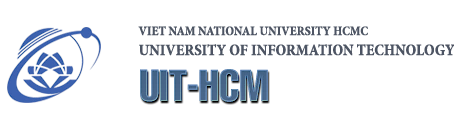 VIET NAM NATIONAL UNIVERSITY HCMC
UNIVERSITY OF INFORMATION TECHNOLOGY
UIT-HCM